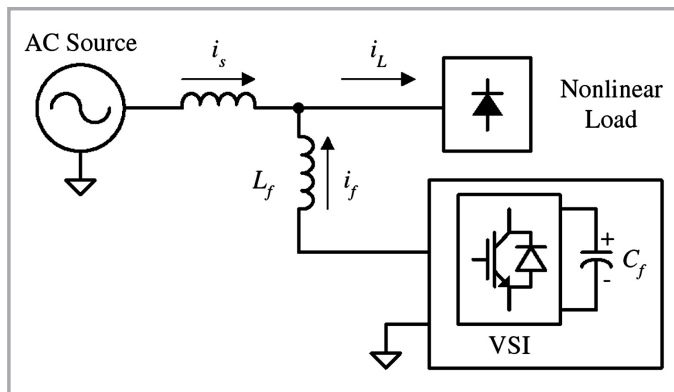 AC Source
i_s
i_L
Nonlinear
Load
L_f
i_f
+
C_f
-
VSI